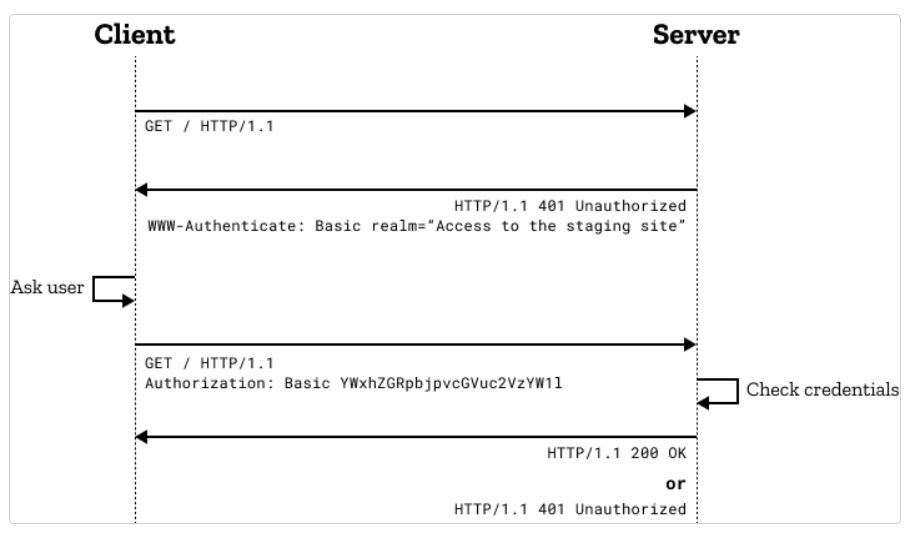 Client
Server
GET / HTTP/1.1
HTTP/1.1 401 Unauthorized
WWW-Authenticate: Basic realm=“Access to the staging site”
Ask user
GET / HTTP/1.1
Authorization: Basic YWxhZGRpbjpvcGVuc2VzYW1l
Check credentials
HTTP/1.1 200 OK
or
HTTP/1.1 401 Unauthorized